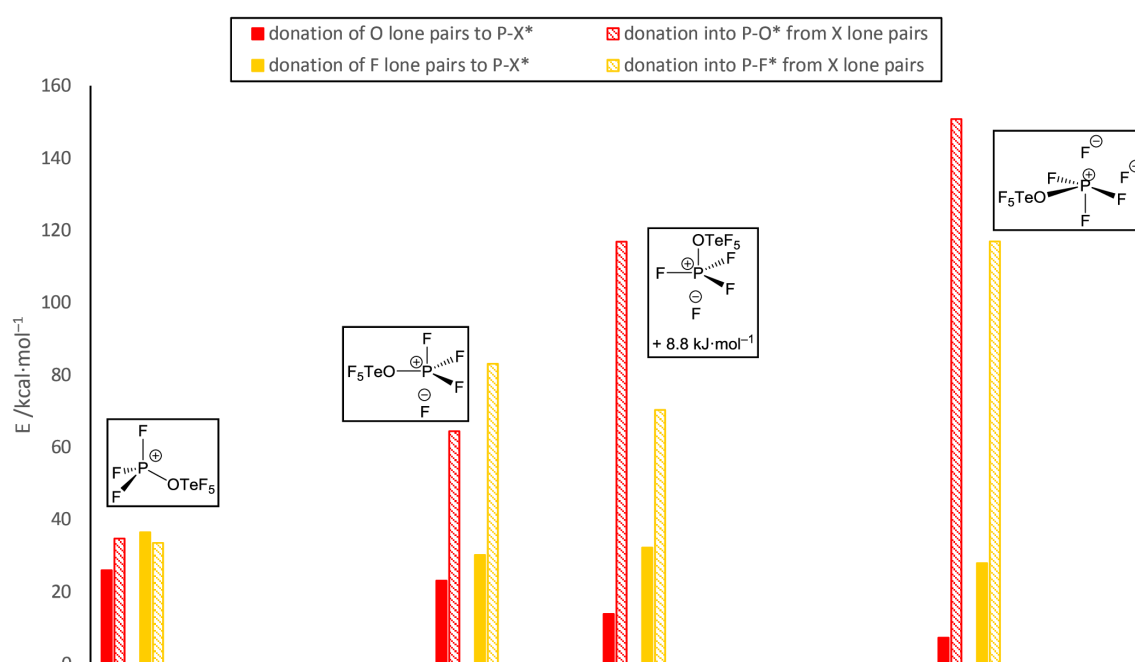 donation of O lone pairs to P-X* donation into P-O* from X lone pairs
donation of F lone pairs to P-X* donation into P-F* from X lone pairs
160
140
120
100
80
60
40
20
0
E /kcal·mol⁻¹
F
F
F
P
⊕
OTeF₅
F
F₅TeO
⊕
P
F
F
⊖
F
OTeF₅
⊕
F
F
P
F
⊖
F
+ 8.8 kJ·mol⁻¹
F⊖
F
⊕
P
F⊖
F₅TeO
F
F